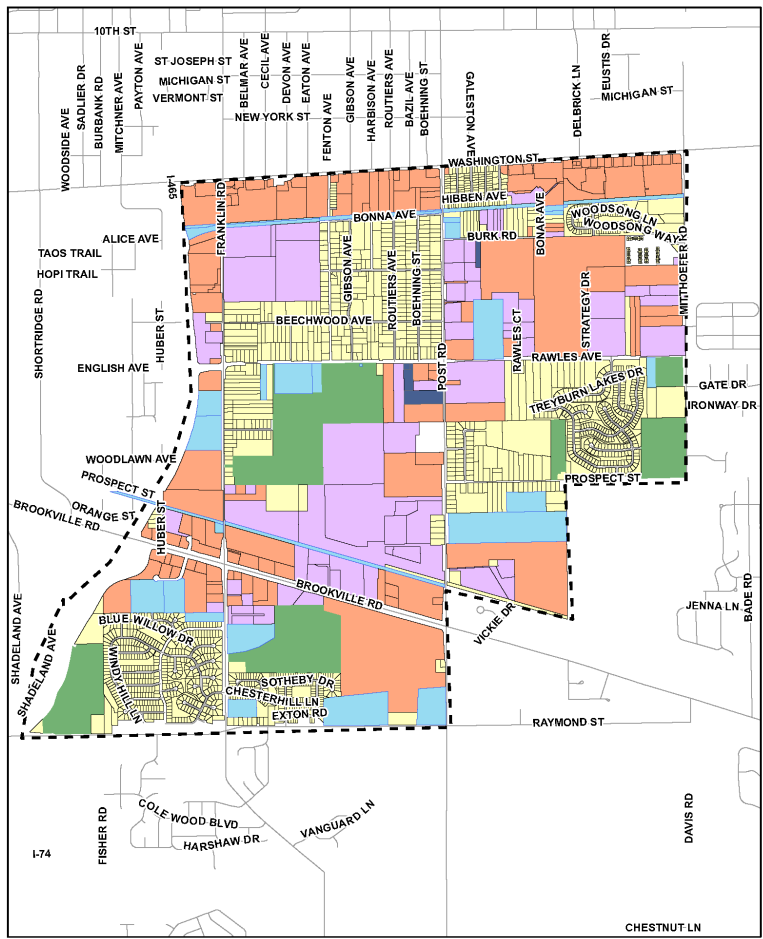 10TH ST
ST JOSEPH ST
MICHIGAN ST
VERMONT ST
NEW YORK ST
WOODSIDE AVE
SADLIER DR
BURBANK RD
MITCHNER AVE
PAYTON AVE
BELMAR AVE
CECIL AVE
DEVON AVE
EATON AVE
FENTON AVE
GIBSON AVE
HARBISON AVE
ROUTIERS AVE
BAZIL AVE
BOEHNING ST
GALESTON AVE
DELBRICK LN
EUSTIS DR
MICHIGAN ST
WASHINGTON ST
I-465
FRANKLIN RD
HIBBEN AVE
BONNA AVE
BURK RD
BONAR AVE
WOODSONG LN
WOODSONG WAY
MITTHOEFER RD
ALICE AVE
TAOS TRAIL
HOPI TRAIL
GIBSON AVE
ROUTIERS AVE
BOEHNING ST
BEECHWOOD AVE
SHORTRIDGE RD
HUBER ST
ENGLISH AVE
POST RD
RAWLES CT
STRATEGY DR
RAWLES AVE
TREYBURN LAKES DR
GATE DR
IRONWAY DR
WOODLAWN AVE
PROSPECT ST
PROSPECT ST
ORANGE ST
BROOKVILLE RD
HUBER ST
BROOKVILLE RD
VICKIE DR
JENNA LN
BADE RD
SHADELAND AVE
SHADELAND AVE
BLUE WILLOW DR
WINDY HILL LN
SOTHEBY DR
CHESTERHILL LN
EXTON RD
RAYMOND ST
FISHER RD
COLE WOOD BLVD
HARSHAW DR
VANGUARD LN
DAVIS RD
I-74
CHESTNUT LN